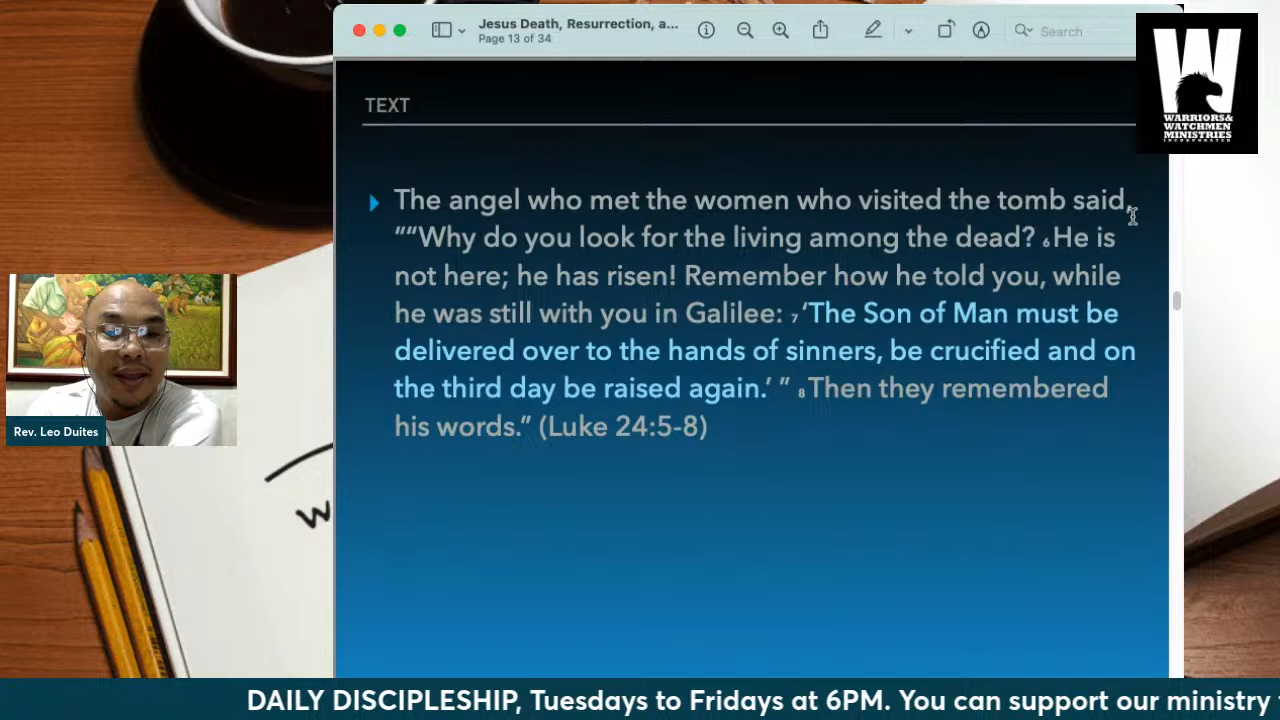 Jesus Death, Resurrection, a...
Page 13 of 34
Search
W
WARRIORS&
WATCHMEN
MINISTRIES
INCORPORATED
TEXT
The angel who met the women who visited the tomb said,
““Why do you look for the living among the dead? 6He is
not here; he has risen! Remember how he told you, while
he was still with you in Galilee: 7‘The Son of Man must be
delivered over to the hands of sinners, be crucified and on
the third day be raised again.’ ” 8Then they remembered
his words.” (Luke 24:5-8)
Rev. Leo Duites
w
DAILY DISCIPLESHIP, Tuesdays to Fridays at 6PM. You can support our ministry